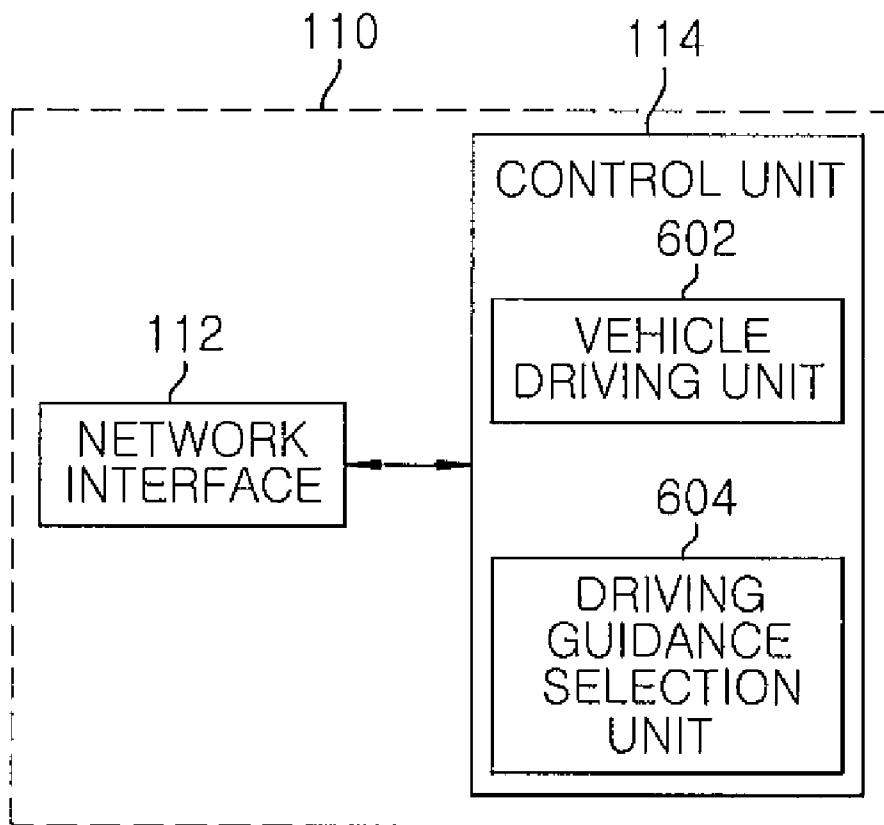 110
114
CONTROL UNIT
602
VEHICLE
DRIVING UNIT
112
NETWORK
INTERFACE
604
DRIVING
GUIDANCE
SELECTION
UNIT